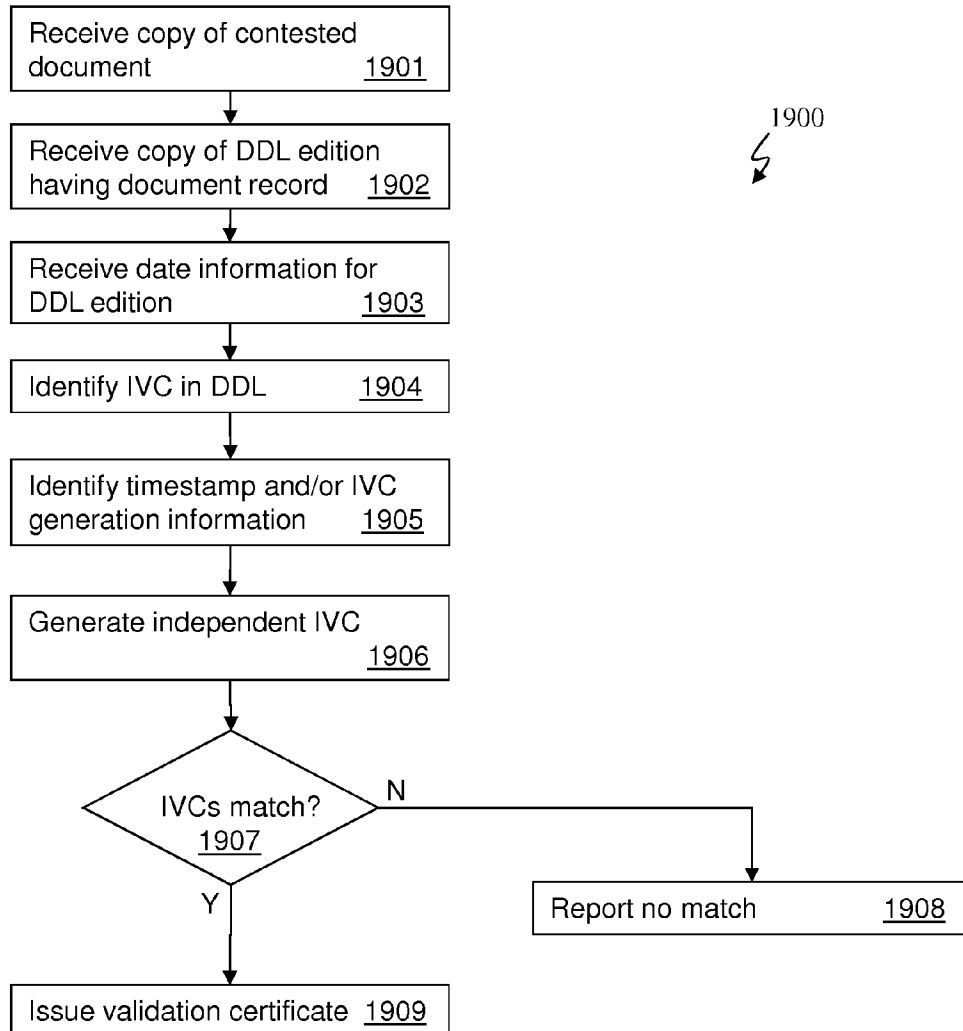 Receive copy of contested
document 1901
1900
Receive copy of DDL edition
having document record 1902
Receive date information for
DDL edition 1903
Identify IVC in DDL 1904
Identify timestamp and/or IVC
generation information 1905
Generate independent IVC
1906
IVCs match?
1907
N
Y
Report no match 1908
Issue validation certificate 1909